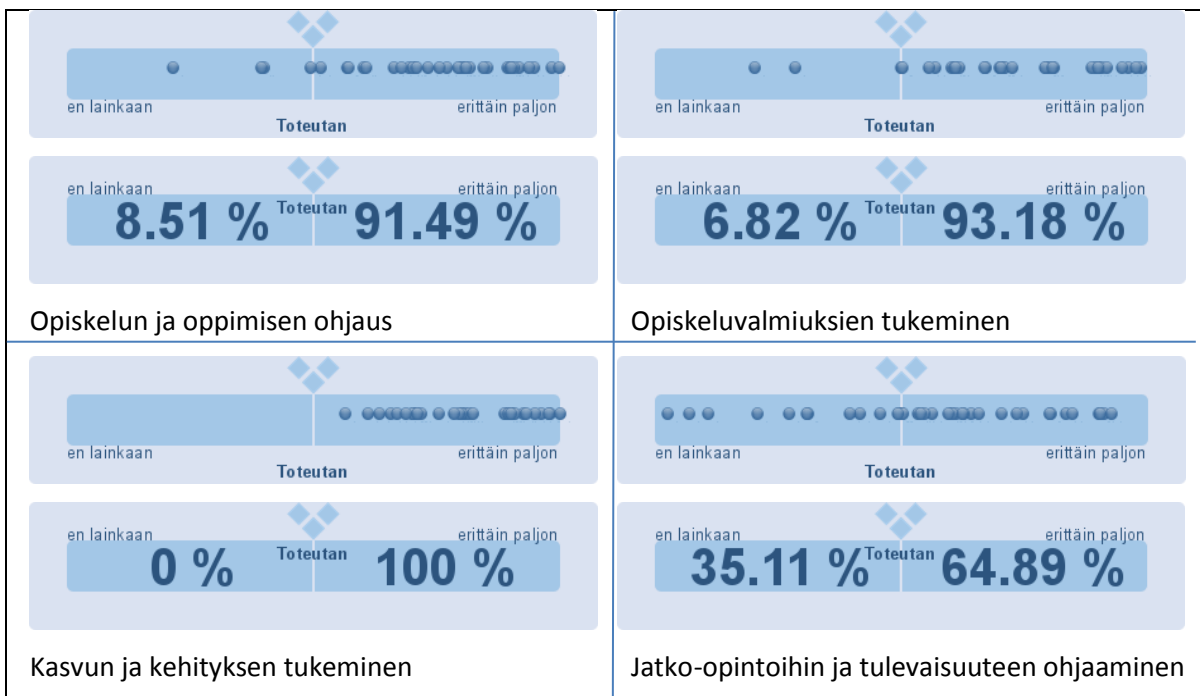 en lainkaan erittäin paljon
Toteutan
en lainkaan erittäin paljon
8.51 % Toteutan 91.49 %
Opiskelun ja oppimisen ohjaus
en lainkaan erittäin paljon
Toteutan
en lainkaan erittäin paljon
6.82 % Toteutan 93.18 %
Opiskeluvalmiuksien tukeminen
en lainkaan erittäin paljon
Toteutan
en lainkaan erittäin paljon
0 % Toteutan 100 %
Kasvun ja kehityksen tukeminen
en lainkaan erittäin paljon
Toteutan
en lainkaan erittäin paljon
35.11 % Toteutan 64.89 %
Jatko-opintoihin ja tulevaisuuteen ohjaaminen